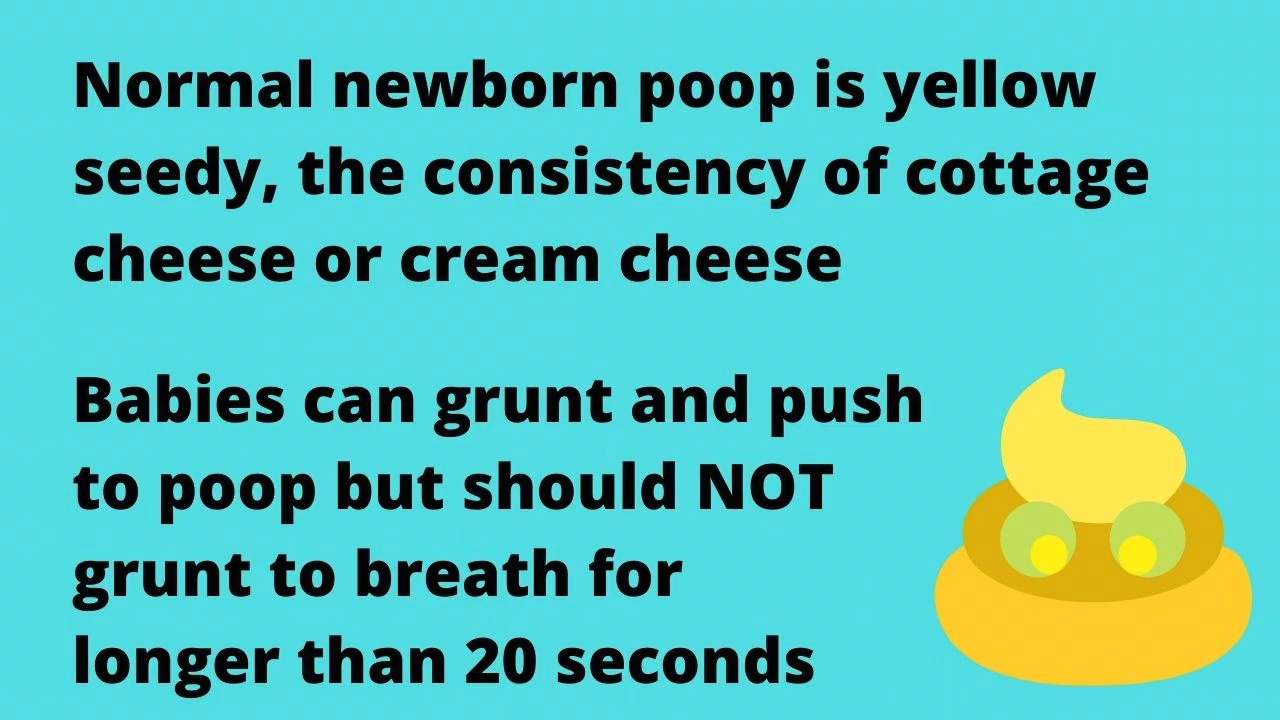 Normal newborn poop is yellow
seedy, the consistency of cottage
cheese or cream cheese
Babies can grunt and push
to poop but should NOT
grunt to breath for
longer than 20 seconds